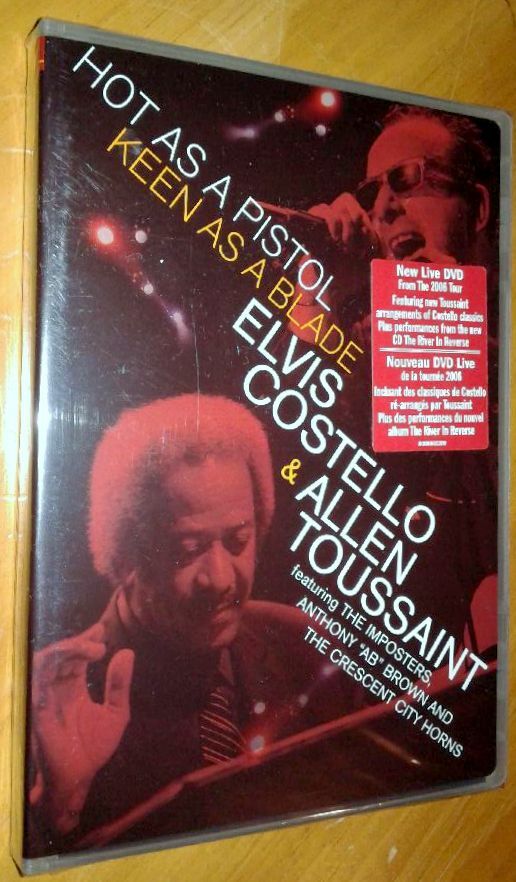 HOT AS A PISTOL
KEEN AS A BLADE
ELVIS
COSTELLO
& ALLEN
TOUSSAINT
featuring THE IMPOSTERS,
ANTHONY "AB" BROWN AND
THE CRESCENT CITY HORNS
New Live DVD
From The 2006 Tour
Featuring new Toussaint
arrangements of Costello classics
Plus performances from the new
CD The River In Reverse
Nouveau DVD Live
de la tournée 2006
Incluant des classiques de Costello
ré-arrangés par Toussaint
Plus des performances du nouvel
album The River In Reverse